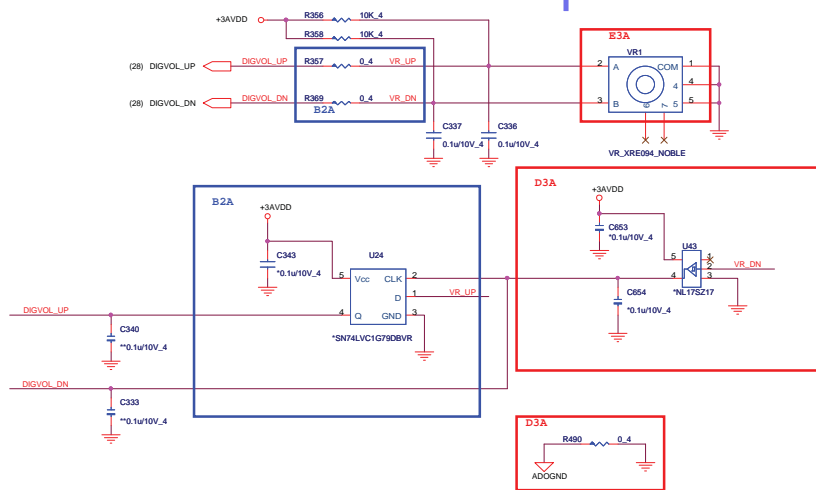 +3AVDD
R356 10K_4
R358 10K_4
E3A
VR1
(28) DIGVOL_UP DIGVOL_UP R357 0_4 VR_UP 2 A COM 1
4 4
(28) DIGVOL_DN DIGVOL_DN R369 0_4 VR_DN 3 B 5 5
B2A
6 7
C337
0.1u/10V_4
C336
0.1u/10V_4
VR_XRE094_NOBLE
D3A
+3AVDD
C653
*0.1u/10V_4
U43
5 1
2 VR_DN
4 3
*NL17SZ17
C654
*0.1u/10V_4
B2A
+3AVDD
C343
*0.1u/10V_4
U24
5 Vcc CLK 2
D 1 VR_UP
4 Q GND 3
*SN74LVC1G79DBVR
DIGVOL_UP
C340
**0.1u/10V_4
DIGVOL_DN
C333
**0.1u/10V_4
D3A
R490 0_4
ADOGND